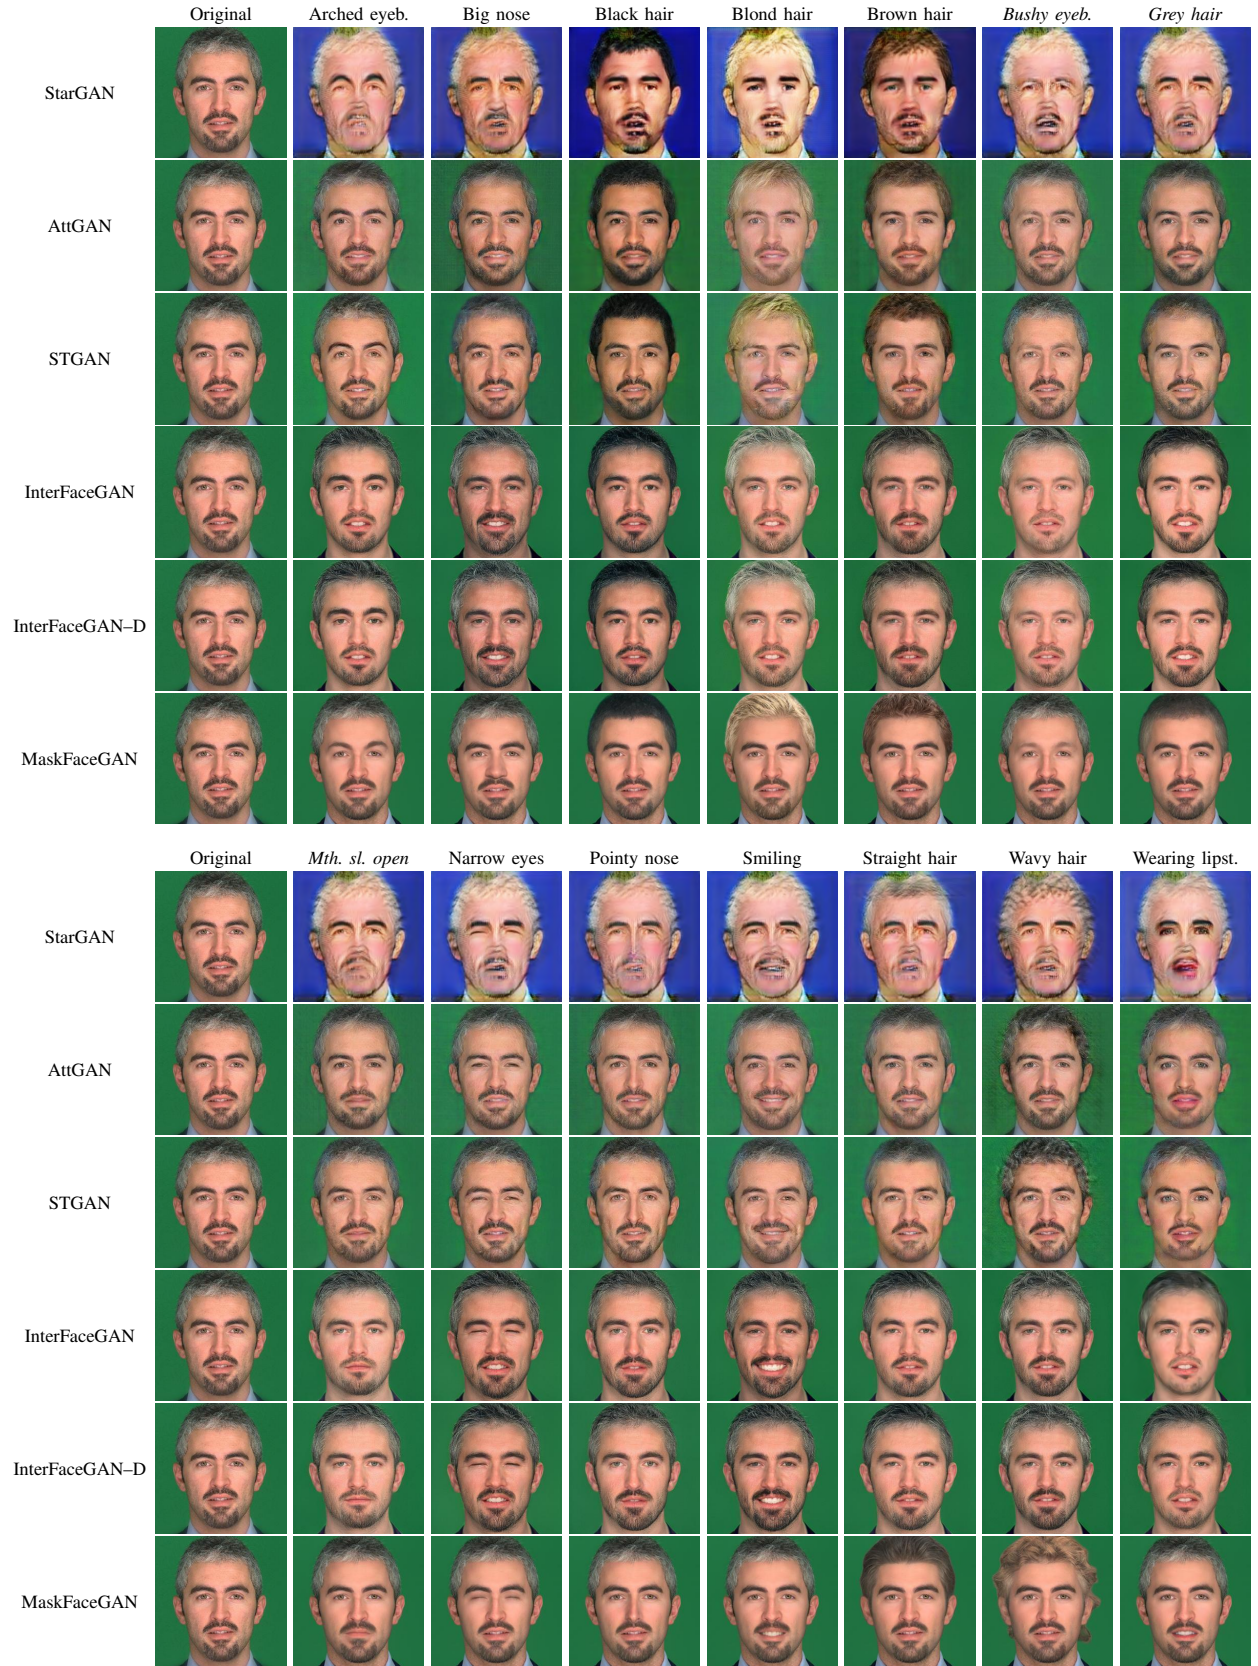 Original Arched eyeb. Big nose Black hair Blond hair Brown hair Bushy eyeb. Grey hair
StarGAN
AttGAN
STGAN
InterFaceGAN
InterFaceGAN–D
MaskFaceGAN
Original Mth. sl. open Narrow eyes Pointy nose Smiling Straight hair Wavy hair Wearing lipst.
StarGAN
AttGAN
STGAN
InterFaceGAN
InterFaceGAN–D
MaskFaceGAN